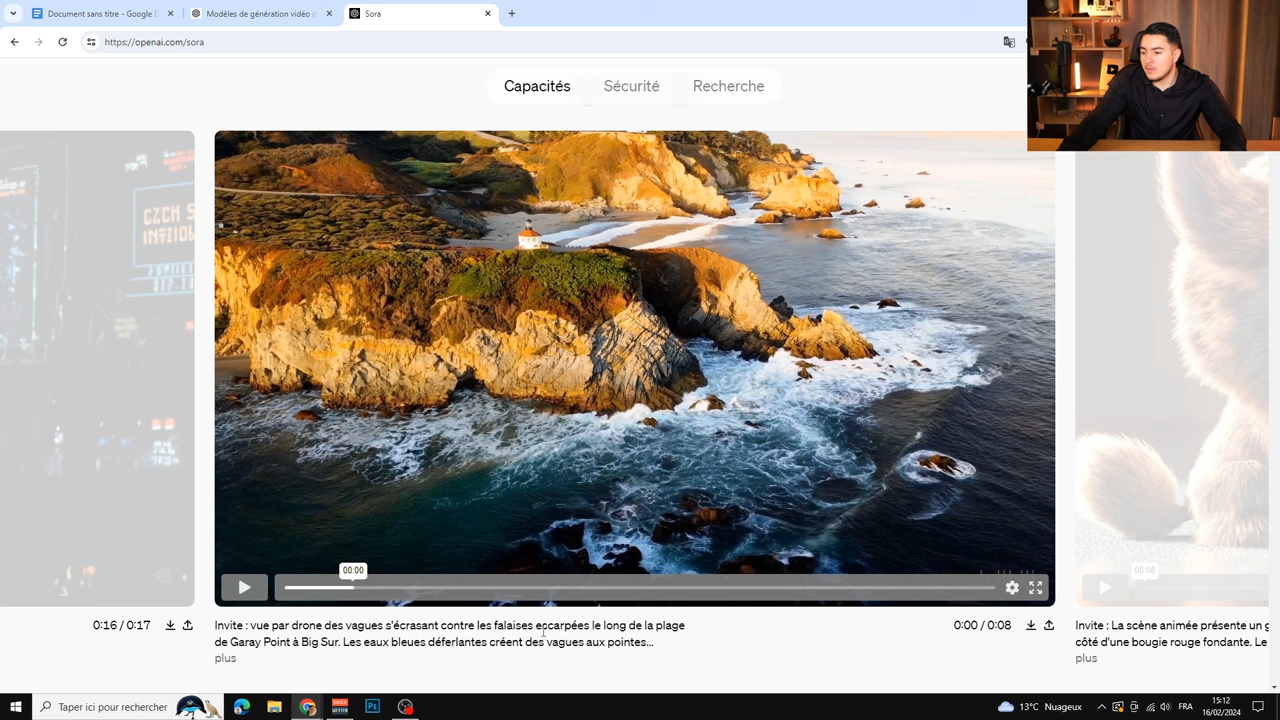 Document sans titre - Google D
Modèles de génération vidéo c
Sora
https://openai.com/sora
Capacités
Sécurité
Recherche
00:00
00:08
0:16 / 0:17
Invite : vue par drone des vagues s'écrasant contre les falaises escarpées le long de la plage
de Garay Point à Big Sur. Les eaux bleues déferlantes créent des vagues aux pointes...
plus
0:00 / 0:08
Invite : La scène animée présente un g
côté d'une bougie rouge fondante. Le
plus
Taper ici pour rechercher
13°C Nuageux
FRA
15:12
16/02/2024